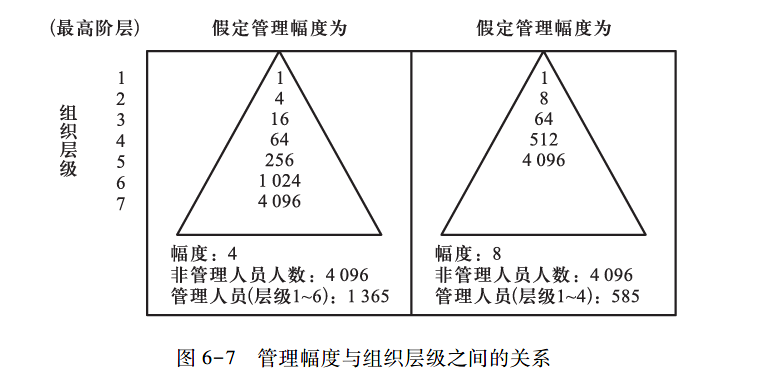 (最高阶层) 假定管理幅度为 假定管理幅度为
组织层级
1 1 1
2 4 8
3 16 64
4 64 512
5 256 4 096
6 1 024
7 4 096
幅度：4
非管理人员人数：4 096
管理人员(层级1~6)：1 365
幅度：8
非管理人员人数：4 096
管理人员(层级1~4)：585
图 6-7 管理幅度与组织层级之间的关系